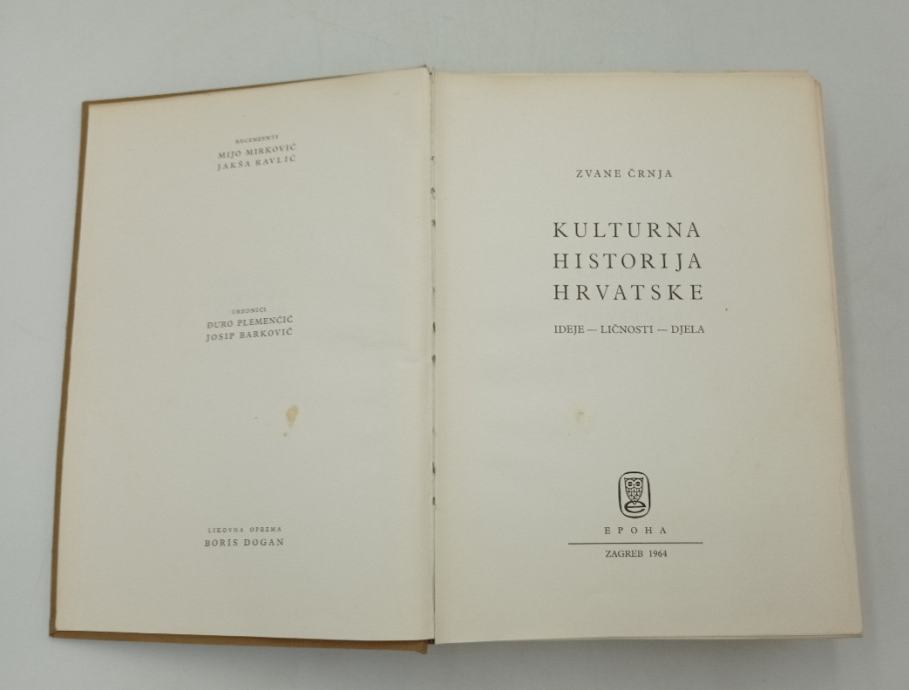 RECENZENTI
MIJO MIRKOVIĆ
JAKŠA RAVLIĆ
UREDNICI
ĐURO PLEMENČIĆ
JOSIP BARKOVIĆ
LIKOVNA OPREMA
BORIS DOGAN
ZVANE ČRNJA
KULTURNA
HISTORIJA
HRVATSKE
IDEJE — LIČNOSTI — DJELA
EPOHA
ZAGREB 1964